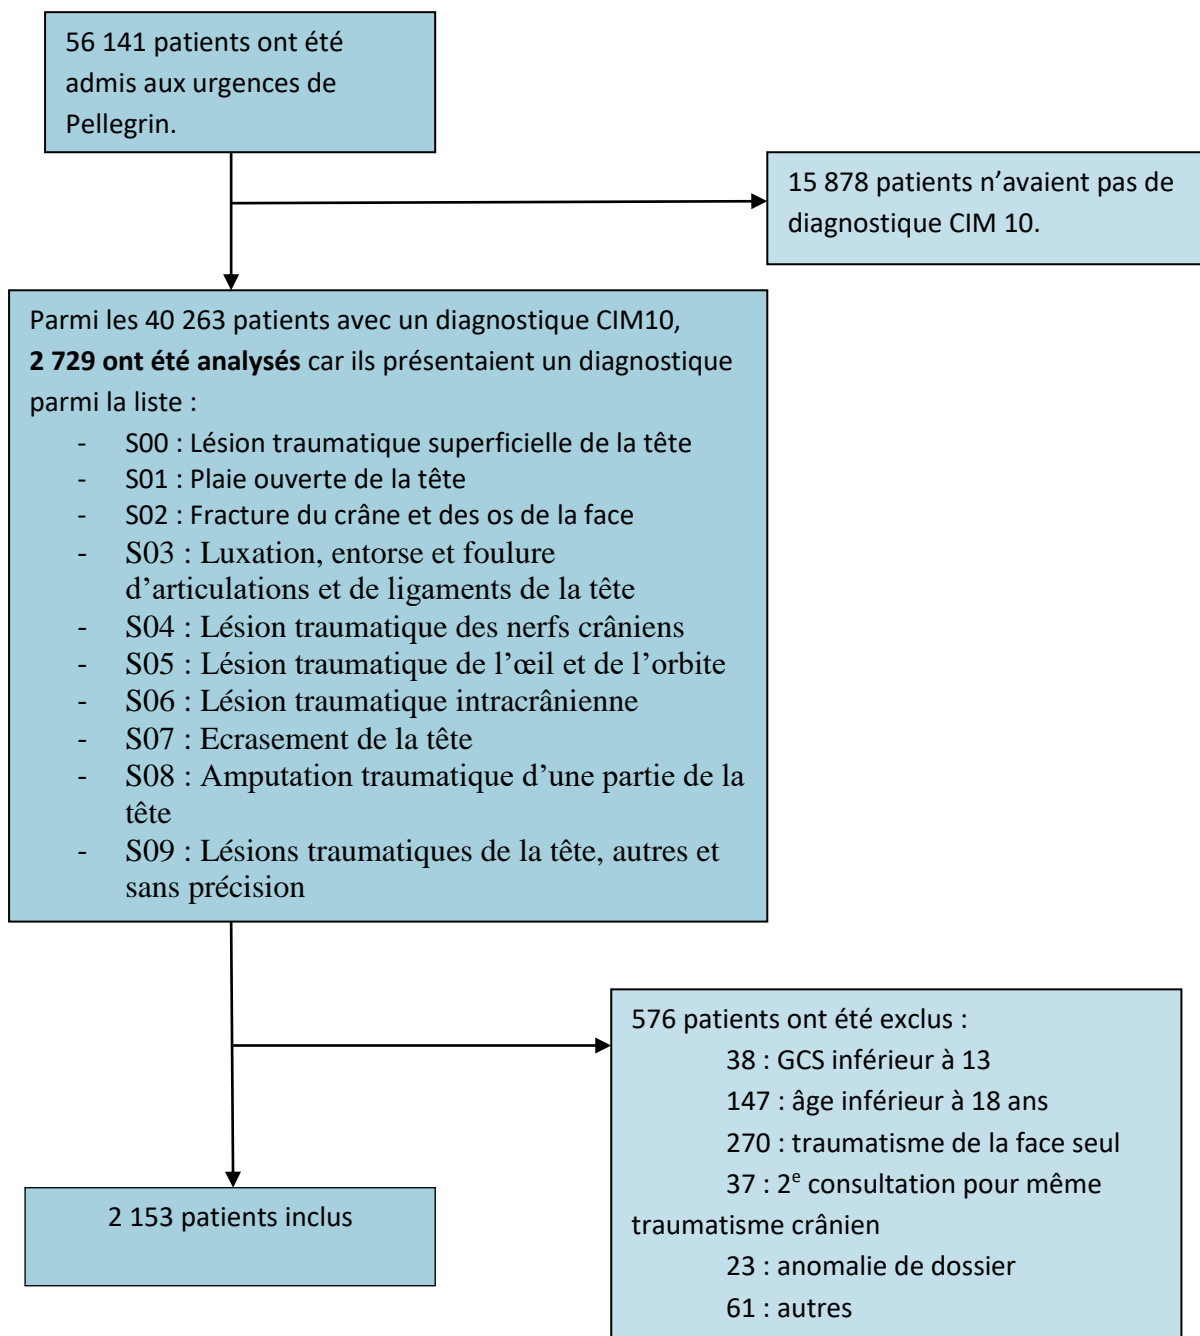 56 141 patients ont été
admis aux urgences de
Pellegrin.
15 878 patients n’avaient pas de
diagnostique CIM 10.
Parmi les 40 263 patients avec un diagnostique CIM10,
2 729 ont été analysés car ils présentaient un diagnostique
parmi la liste :
- S00 : Lésion traumatique superficielle de la tête
- S01 : Plaie ouverte de la tête
- S02 : Fracture du crâne et des os de la face
- S03 : Luxation, entorse et foulure
d’articulations et de ligaments de la tête
- S04 : Lésion traumatique des nerfs crâniens
- S05 : Lésion traumatique de l’œil et de l’orbite
- S06 : Lésion traumatique intracrânienne
- S07 : Ecrasement de la tête
- S08 : Amputation traumatique d’une partie de la
tête
- S09 : Lésions traumatiques de la tête, autres et
sans précision
576 patients ont été exclus :
38 : GCS inférieur à 13
147 : âge inférieur à 18 ans
270 : traumatisme de la face seul
37 : 2e consultation pour même
traumatisme crânien
23 : anomalie de dossier
61 : autres
2 153 patients inclus